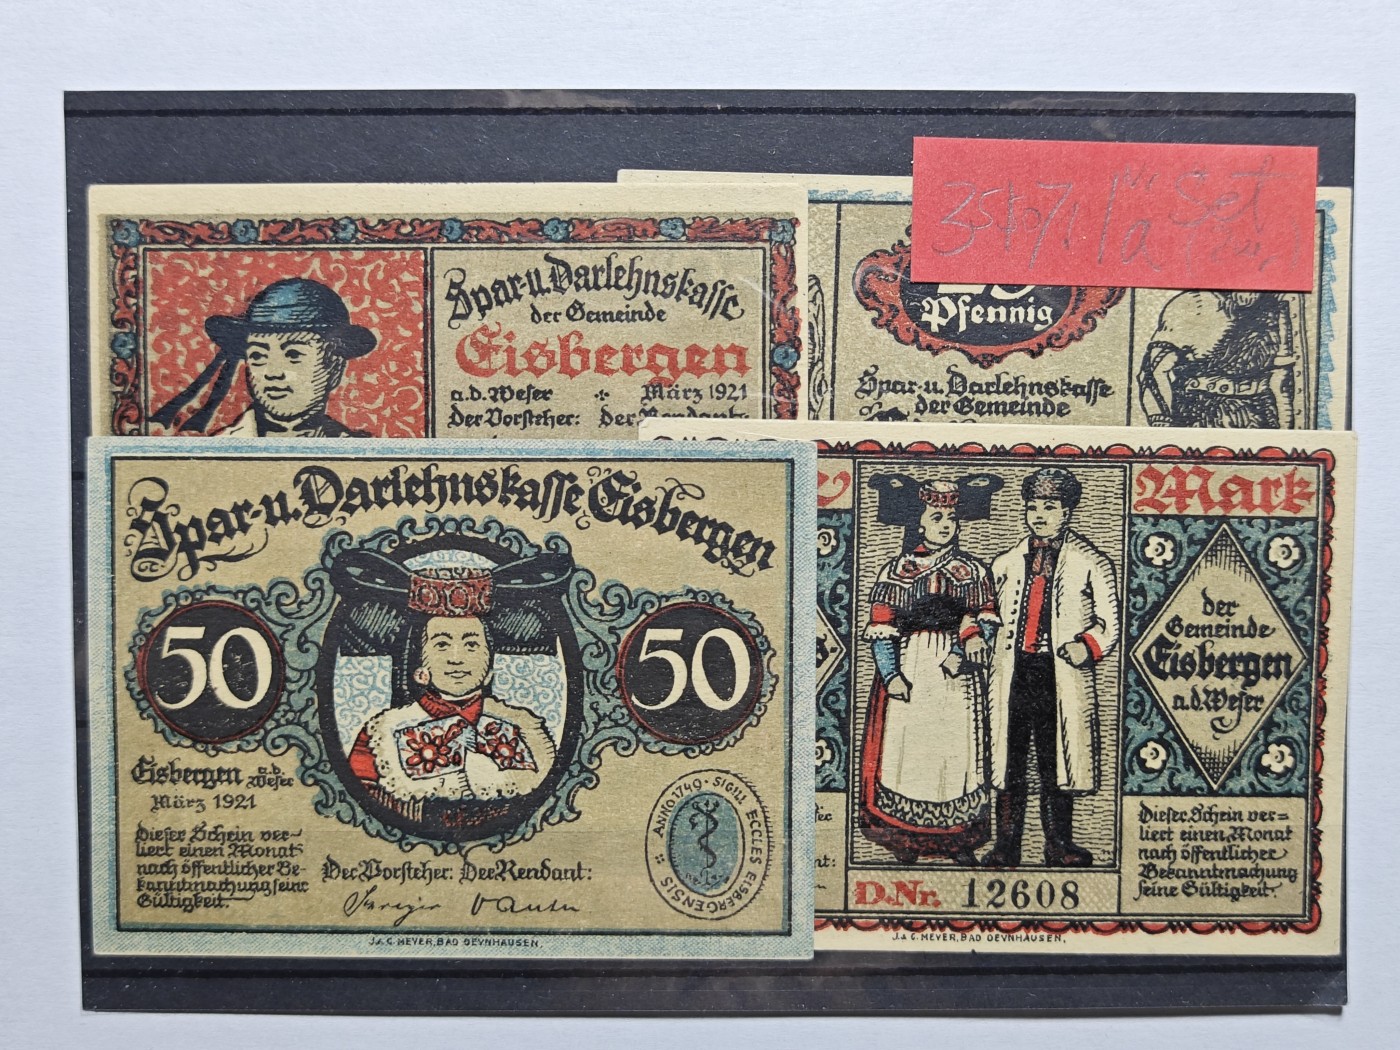 Set
Spar-u. Darlehnskasse
der Gemeinde
Eisbergen
a.d. Weser März 1921
Der Vorsteher: der Rendant:
Pfennig
Spar-u. Darlehnskasse
der Gemeinde
Spar-u. Darlehnskasse Eisbergen
50 50
Eisbergen a.d. Weser
März 1921
Dieser Schein ver-
liert einen Monat
nach öffentlicher Be-
kanntmachung seine
Gültigkeit.
Der Vorsteher: Der Rendant:
ANNO 1749 · SIGILL ECCLES EISBERGENSIS
J.& C. MEYER, BAD OEYNHAUSEN.
Mark
der
Gemeinde
Eisbergen
a.d. Weser
Dieser Schein ver=
liert einen Monat
nach öffentlicher
Bekanntmachung
seine Gültigkeit.
D.Nr. 12608
J.& C. MEYER, BAD OEYNHAUSEN.